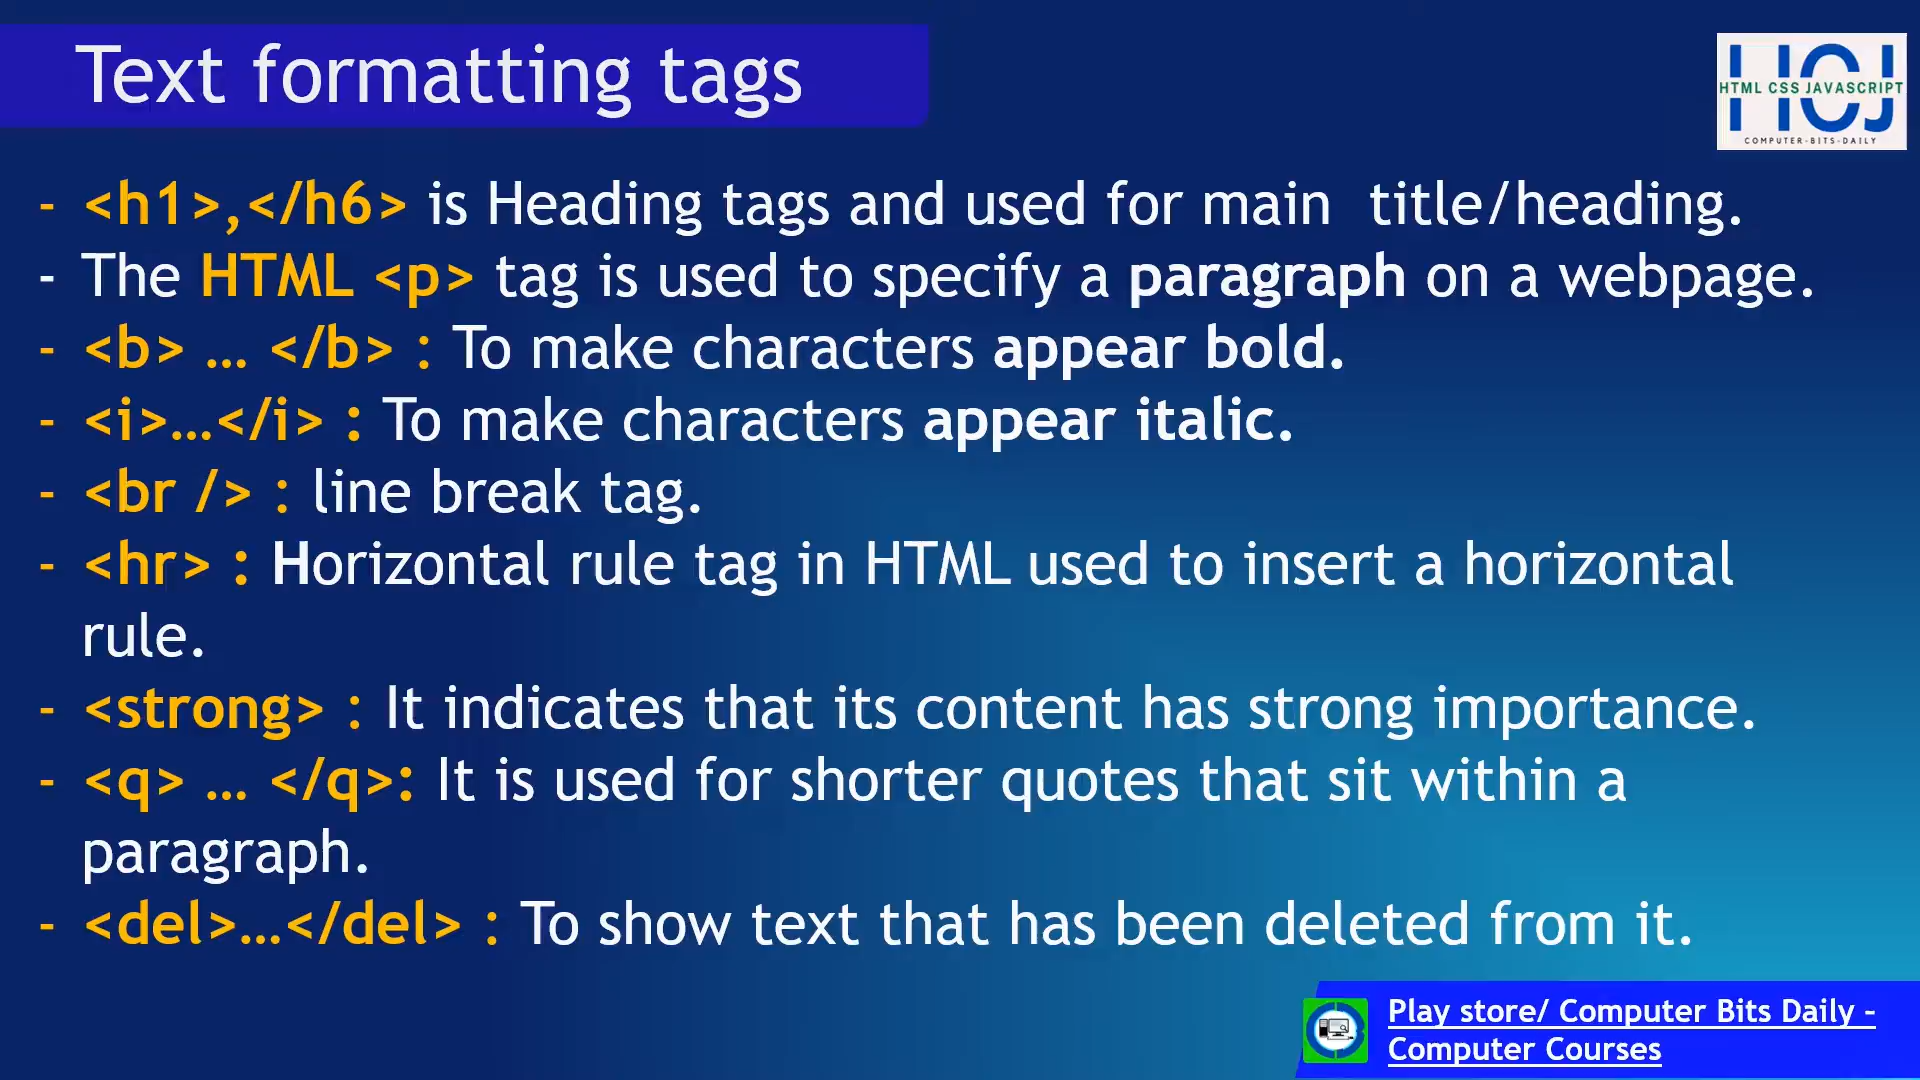 Text formatting tags
HCJ
HTML CSS JAVASCRIPT
COMPUTER-BITS-DAILY
- <h1>,</h6> is Heading tags and used for main  title/heading.
- The HTML <p> tag is used to specify a paragraph on a webpage.
- <b> … </b> : To make characters appear bold.
- <i>…</i> : To make characters appear italic.
- <br /> : line break tag.
- <hr> : Horizontal rule tag in HTML used to insert a horizontal
rule.
- <strong> : It indicates that its content has strong importance.
- <q> … </q>: It is used for shorter quotes that sit within a
paragraph.
- <del>…</del> : To show text that has been deleted from it.
Play store/ Computer Bits Daily -
Computer Courses